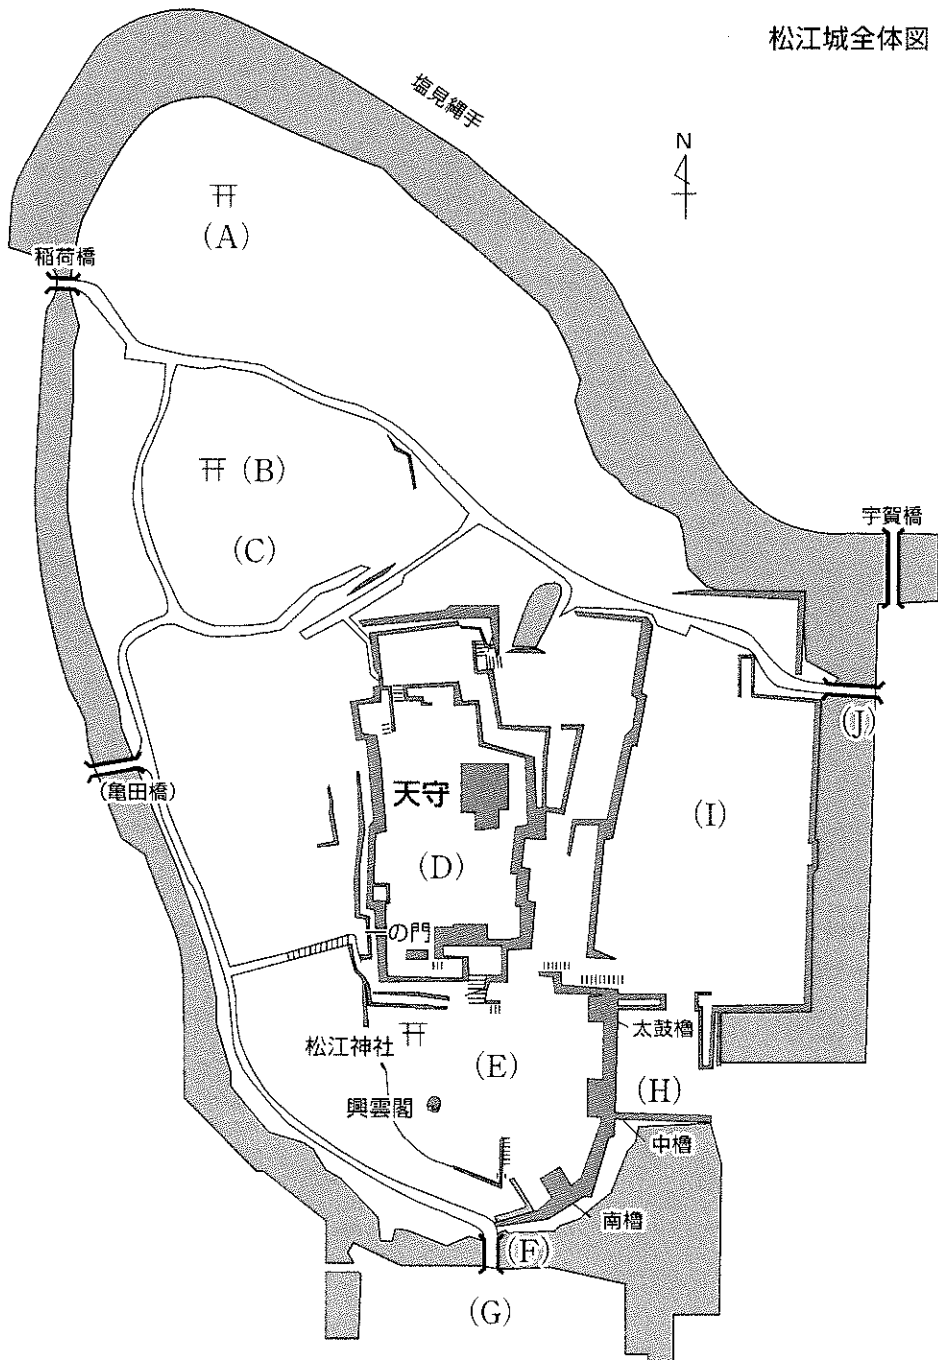 松江城全体図
塩見縄手
N
(A)
稲荷橋
(B)
宇賀橋
(C)
(J)
(亀田橋)
天守
(I)
(D)
一の門
太鼓櫓
松江神社
(E)
(H)
興雲閣
中櫓
南櫓
(F)
(G)